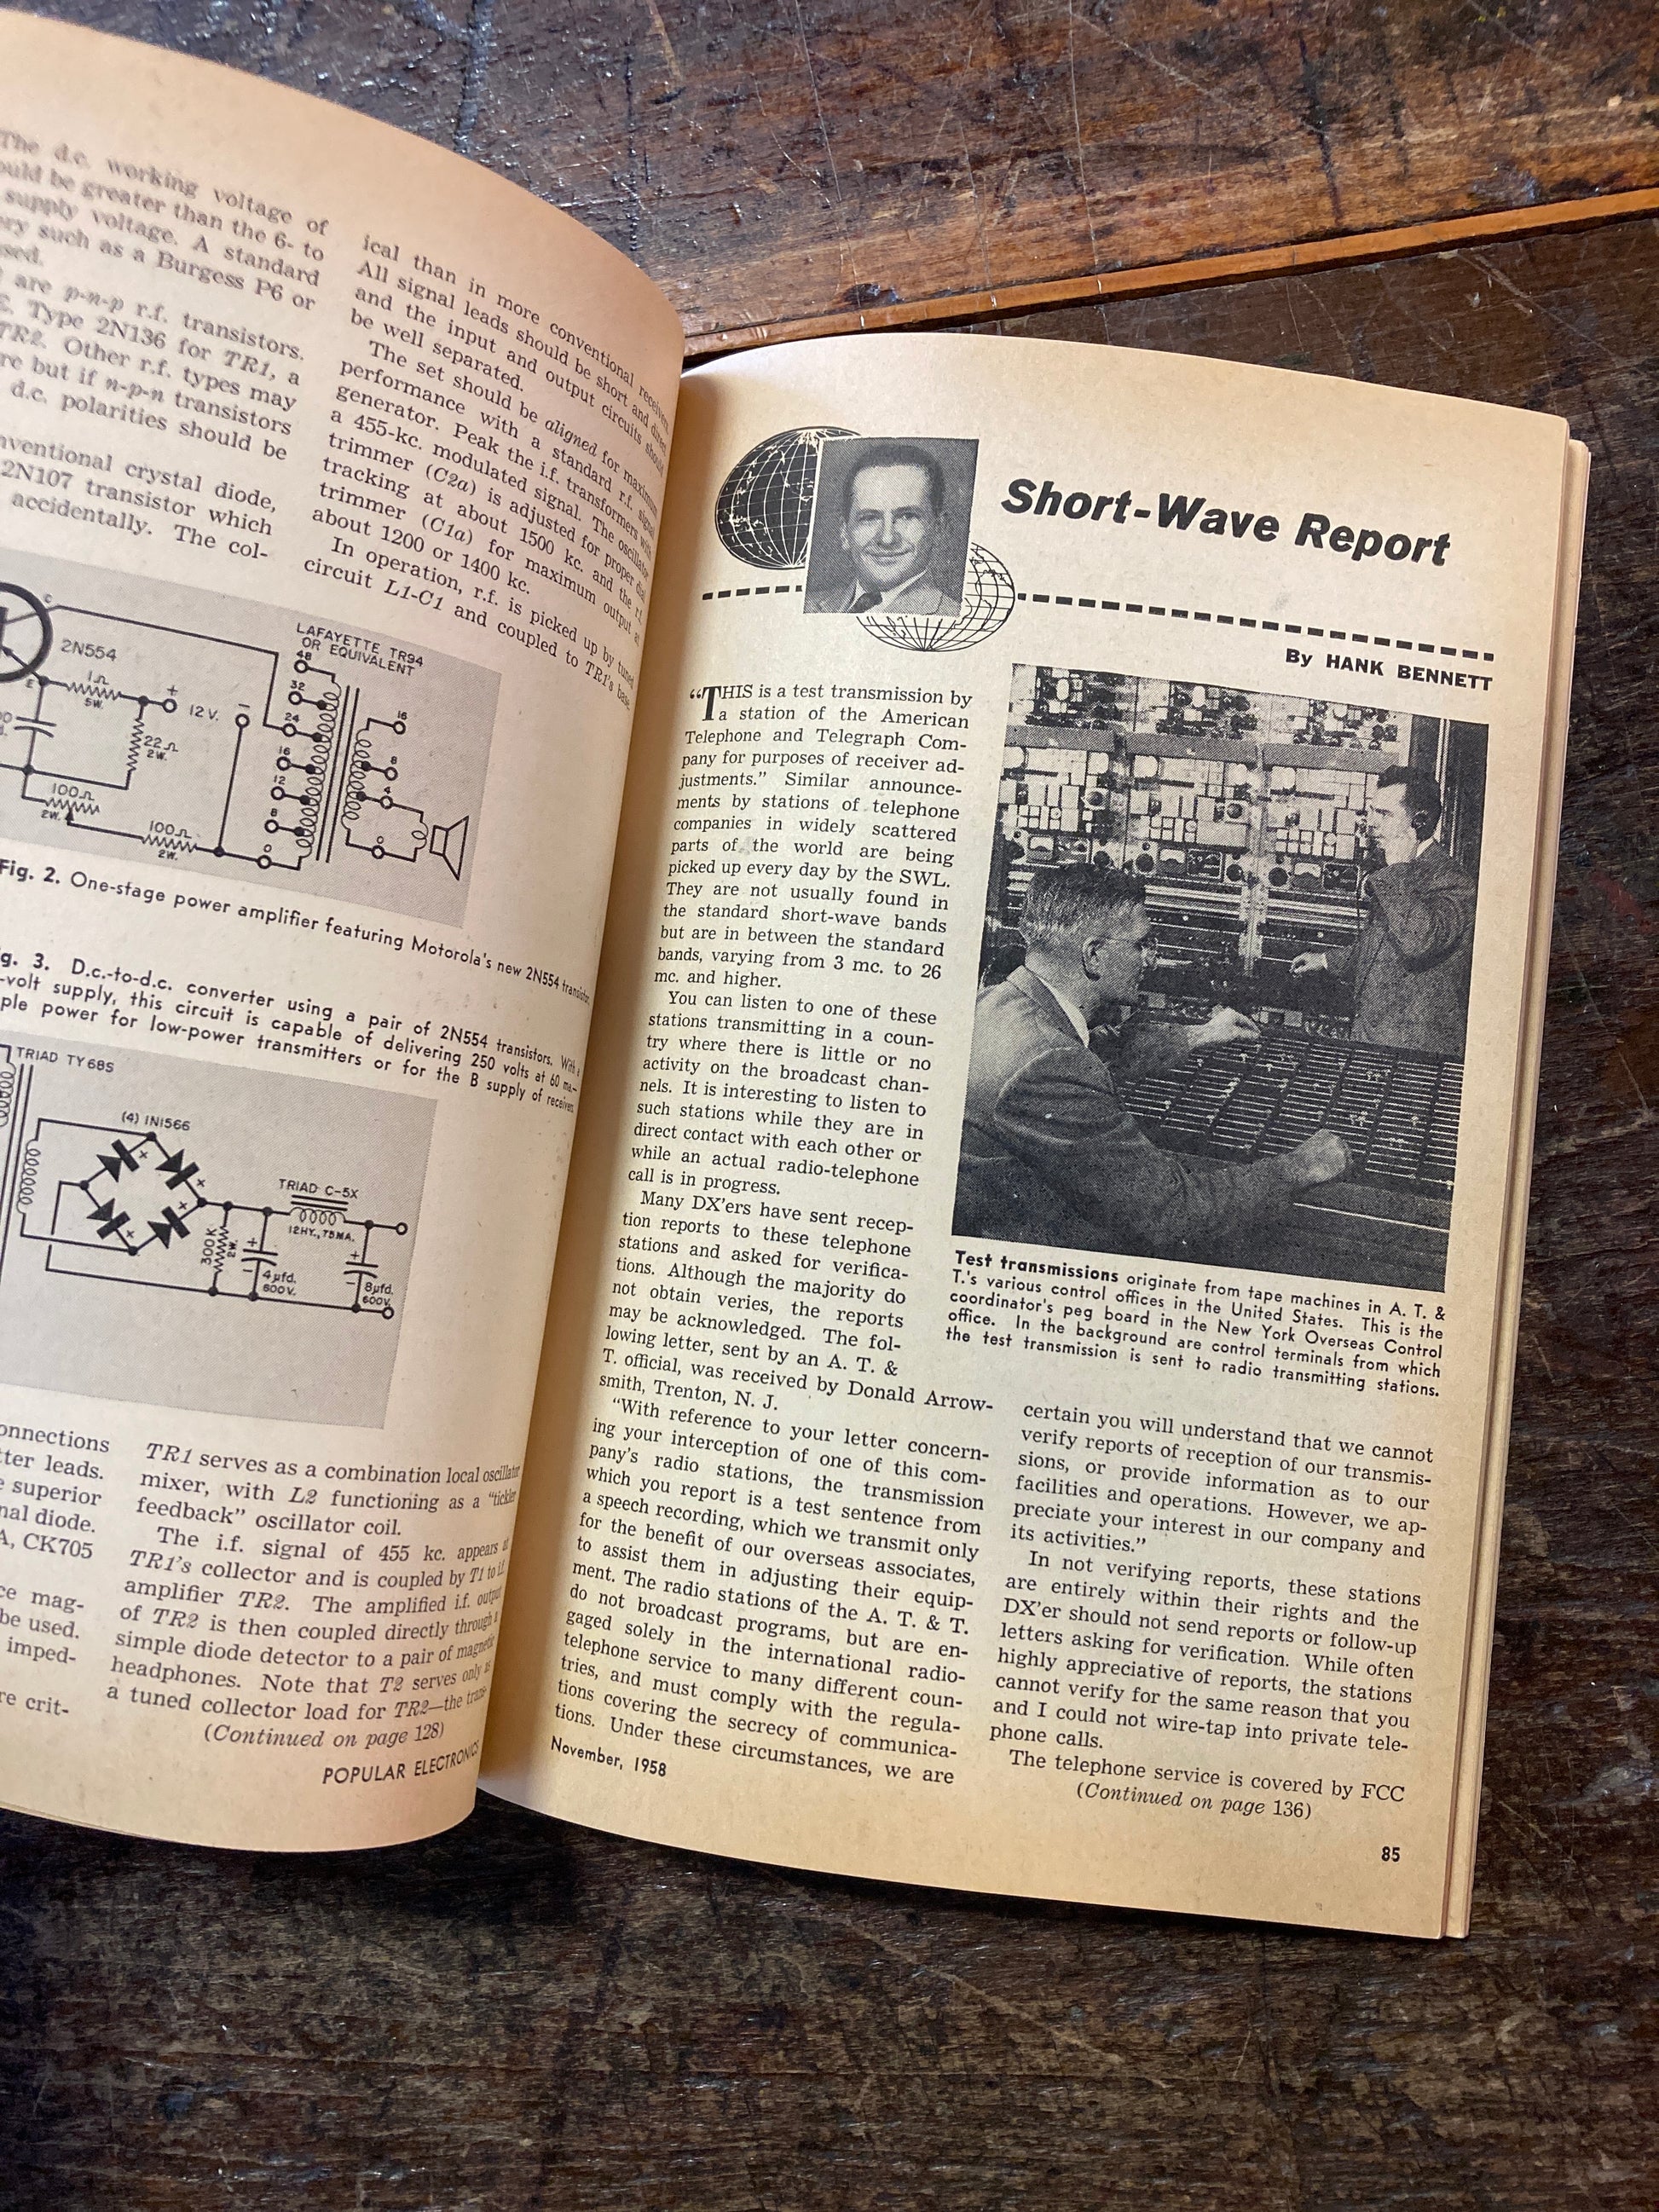 The d.c. working voltage of
ould be greater than the 6- to
supply voltage. A standard
ery such as a Burgess P6 or
sed.
are p-n-p r.f. transistors.
Type 2N136 for TR1, a
TR2. Other r.f. types may
re but if n-p-n transistors
d.c. polarities should be
nventional crystal diode,
2N107 transistor which
accidentally. The col-
ical than in more conventional receivers.
All signal leads should be short and direct
and the input and output circuits should
be well separated.
The set should be aligned for maximum
performance with a standard r.f. signal
generator. Peak the i.f. transformers with
a 455-kc. modulated signal. The oscillator
trimmer (C2a) is adjusted for proper dial
tracking at about 1500 kc. and the r.f.
trimmer (C1a) for maximum output at
about 1200 or 1400 kc.
In operation, r.f. is picked up by tuned
circuit L1-C1 and coupled to TR1's base.
C
2N554
E
1Ω
5W.
+
12V.
−
22Ω
2W.
100Ω
2W.
100Ω
2W.
LAFAYETTE TR94
OR EQUIVALENT
48
32
24
16
12
8
0
16
8
4
0
Fig. 2. One-stage power amplifier featuring Motorola's new 2N554 transistor.
g. 3. D.c.-to-d.c. converter using a pair of 2N554 transistors. With a
-volt supply, this circuit is capable of delivering 250 volts at 60 ma.—
ple power for low-power transmitters or for the B supply of receivers.
TRIAD TY68S
(4) IN1566
+
+
+
+
TRIAD C-5X
12HY., 75MA.
300K
2W.
+
−
4µfd.
600V.
+
−
8µfd.
600V.
onnections
tter leads.
e superior
nal diode.
A, CK705
ce mag-
be used.
imped-
re crit-
TR1 serves as a combination local oscillator
mixer, with L2 functioning as a "tickler
feedback" oscillator coil.
The i.f. signal of 455 kc. appears at
TR1's collector and is coupled by T1 to i.f.
amplifier TR2. The amplified i.f. output
of TR2 is then coupled directly through a
simple diode detector to a pair of magnetic
headphones. Note that T2 serves only as
a tuned collector load for TR2—the trans-
(Continued on page 128)
POPULAR ELECTRONICS
Short-Wave Report
By HANK BENNETT
"THIS is a test transmission by
a station of the American
Telephone and Telegraph Com-
pany for purposes of receiver ad-
justments." Similar announce-
ments by stations of telephone
companies in widely scattered
parts of the world are being
picked up every day by the SWL.
They are not usually found in
the standard short-wave bands
but are in between the standard
bands, varying from 3 mc. to 26
mc. and higher.
You can listen to one of these
stations transmitting in a coun-
try where there is little or no
activity on the broadcast chan-
nels. It is interesting to listen to
such stations while they are in
direct contact with each other or
while an actual radio-telephone
call is in progress.
Many DX'ers have sent recep-
tion reports to these telephone
stations and asked for verifica-
tions. Although the majority do
not obtain veries, the reports
may be acknowledged. The fol-
lowing letter, sent by an A. T. &
T. official, was received by Donald Arrow-
smith, Trenton, N. J.
"With reference to your letter concern-
ing your interception of one of this com-
pany's radio stations, the transmission
which you report is a test sentence from
a speech recording, which we transmit only
for the benefit of our overseas associates,
to assist them in adjusting their equip-
ment. The radio stations of the A. T. & T.
do not broadcast programs, but are en-
gaged solely in the international radio-
telephone service to many different coun-
tries, and must comply with the regula-
tions covering the secrecy of communica-
tions. Under these circumstances, we are
Test transmissions originate from tape machines in A. T. &
T.'s various control offices in the United States. This is the
coordinator's peg board in the New York Overseas Control
office. In the background are control terminals from which
the test transmission is sent to radio transmitting stations.
certain you will understand that we cannot
verify reports of reception of our transmis-
sions, or provide information as to our
facilities and operations. However, we ap-
preciate your interest in our company and
its activities."
In not verifying reports, these stations
are entirely within their rights and the
DX'er should not send reports or follow-up
letters asking for verification. While often
highly appreciative of reports, the stations
cannot verify for the same reason that you
and I could not wire-tap into private tele-
phone calls.
The telephone service is covered by FCC
(Continued on page 136)
November, 1958
85